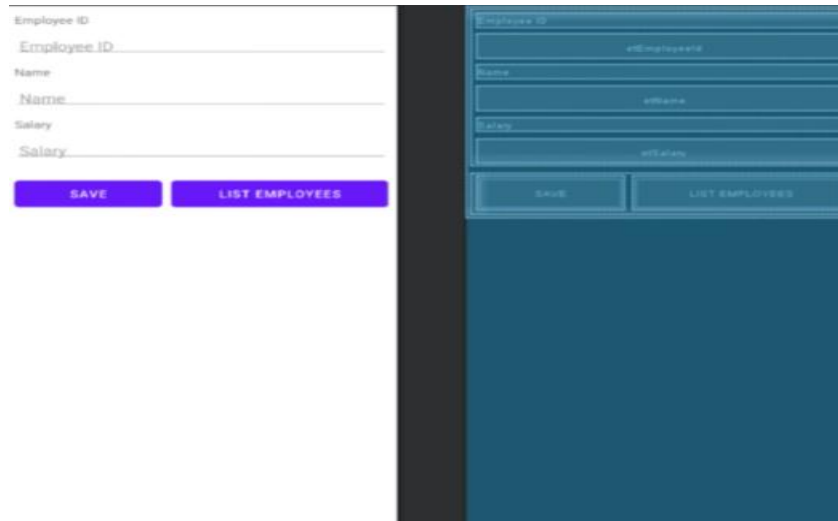 Employee ID
Employee ID
Name
Name
Salary
Salary
SAVE LIST EMPLOYEES
Employee ID
etEmployeeId
Name
etName
Salary
etSalary
SAVE LIST EMPLOYEES